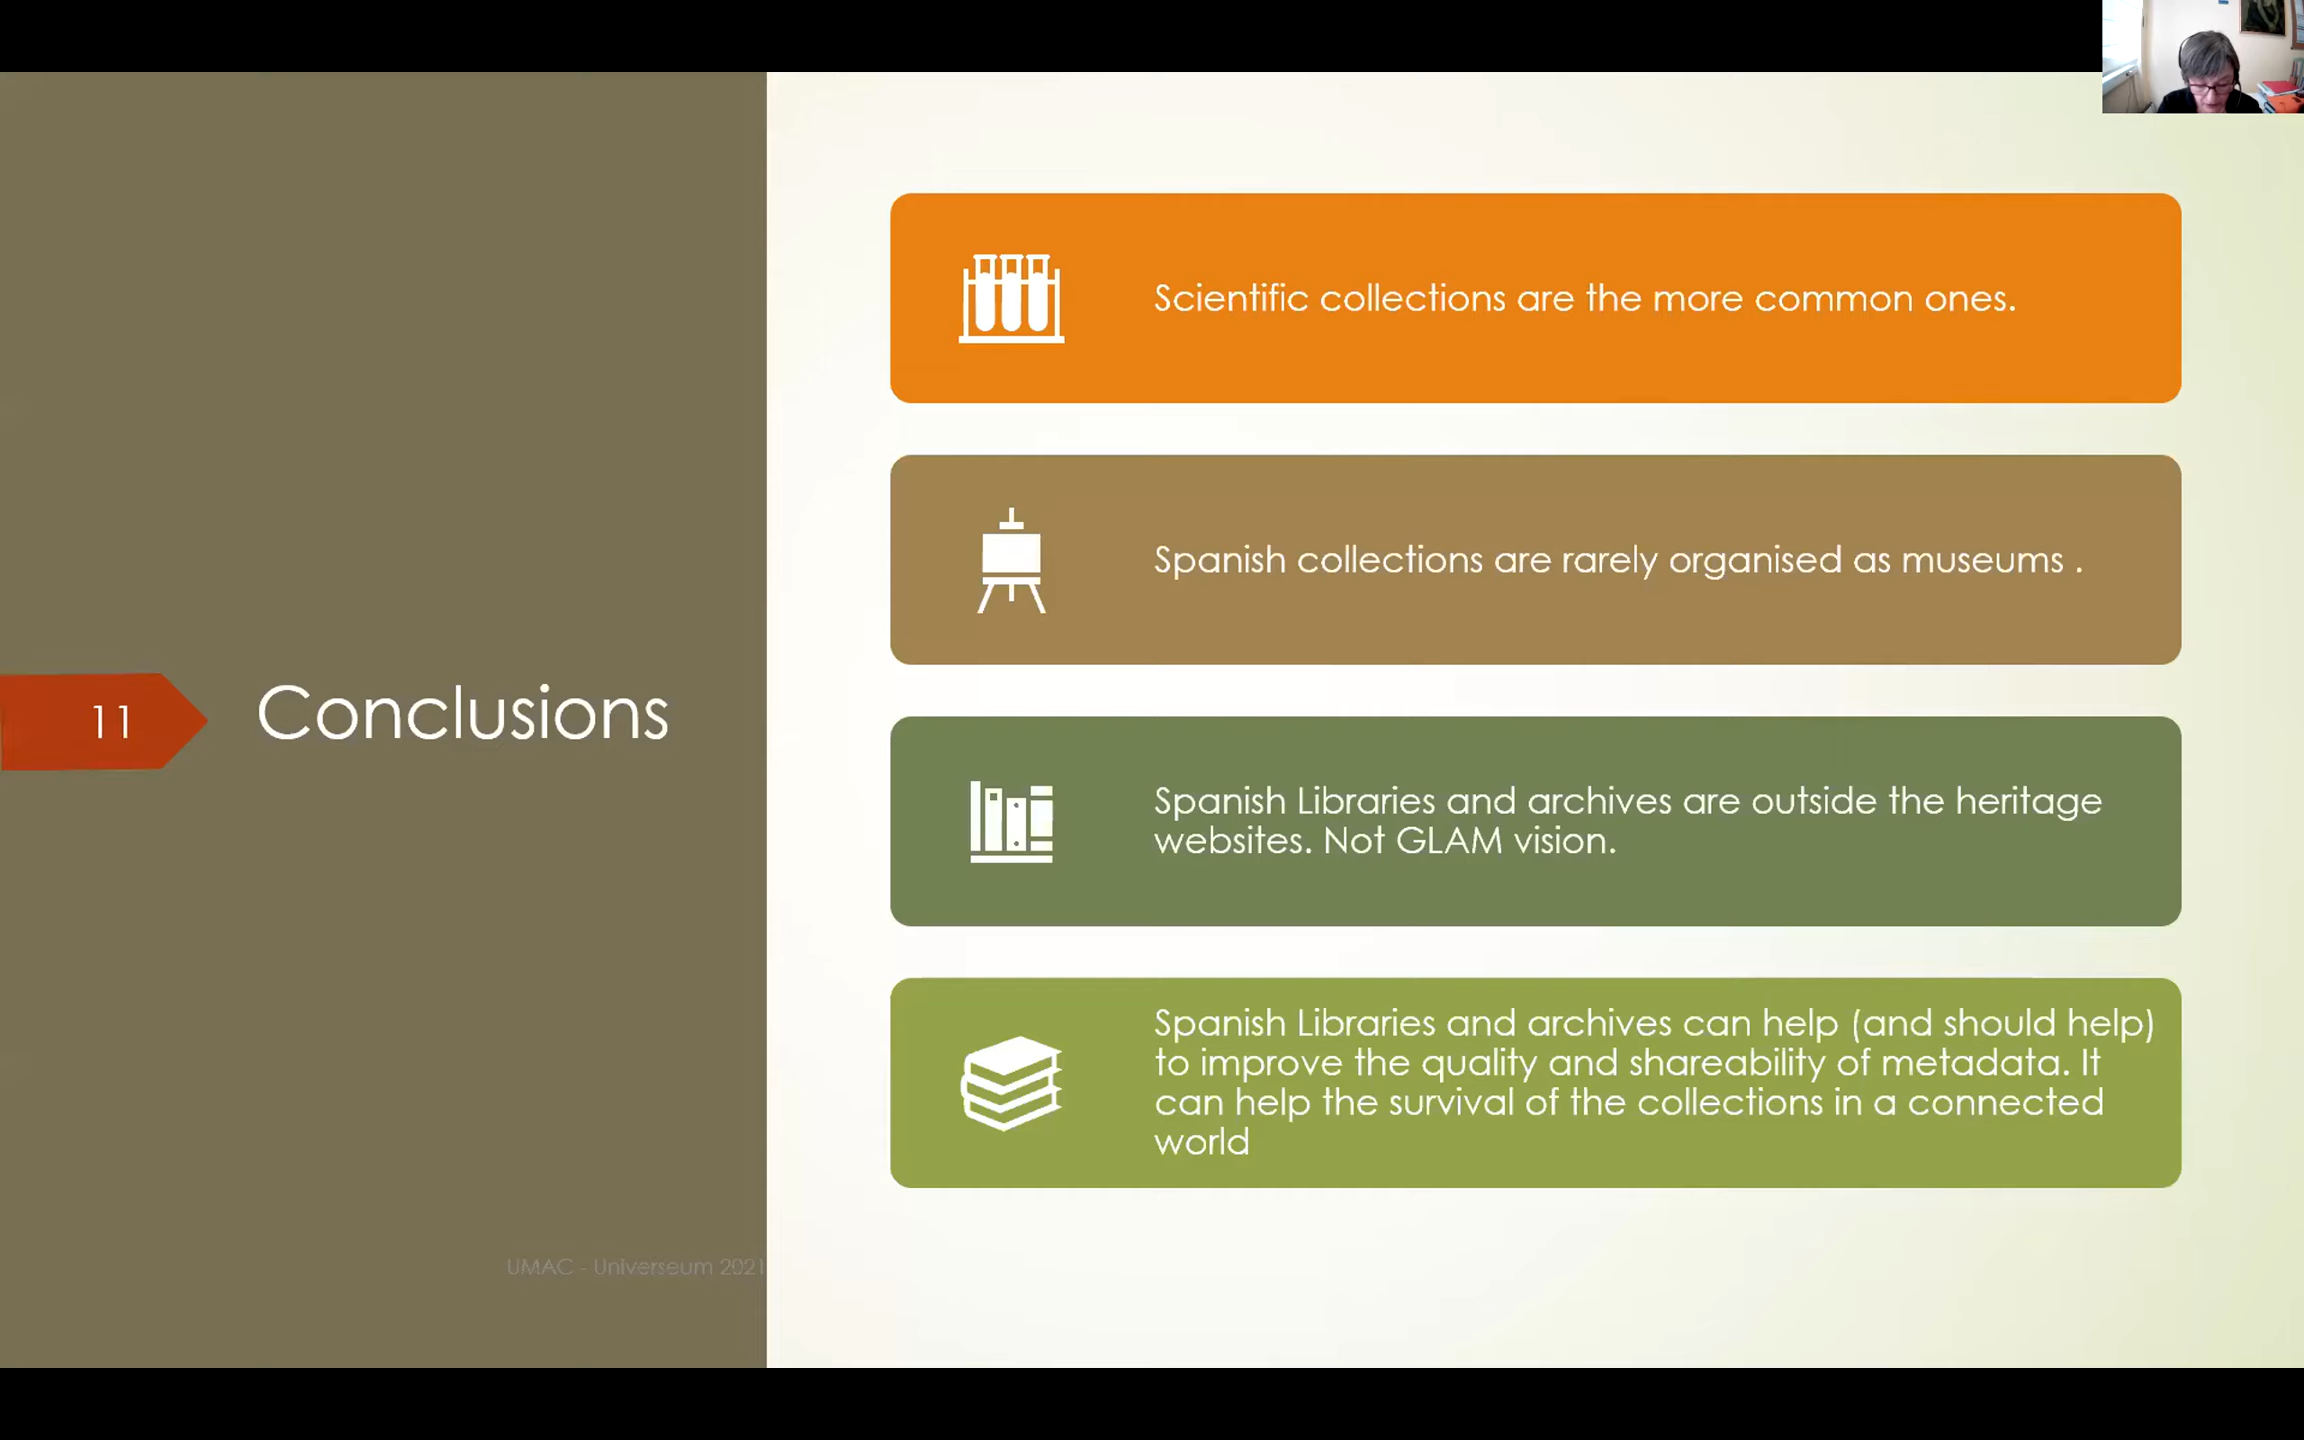 11
Conclusions
Scientific collections are the more common ones.
Spanish collections are rarely organised as museums .
Spanish Libraries and archives are outside the heritage
websites. Not GLAM vision.
Spanish Libraries and archives can help (and should help)
to improve the quality and shareability of metadata. It
can help the survival of the collections in a connected
world
UMAC - Universeum 2021